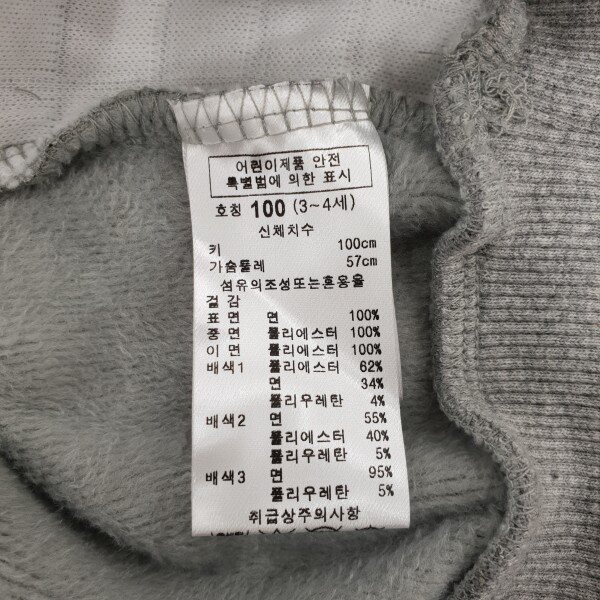 어린이제품 안전
특별법에 의한 표시
호칭 100 (3~4세)
신체치수
키 100cm
가슴둘레 57cm
섬유의조성또는혼용율
겉 감
표 면 면 100%
중 면 폴리에스터 100%
이 면 폴리에스터 100%
배색1 폴리에스터 62%
면 34%
폴리우레탄 4%
배색2 면 55%
폴리에스터 40%
폴리우레탄 5%
배색3 면 95%
폴리우레탄 5%
취급상주의사항